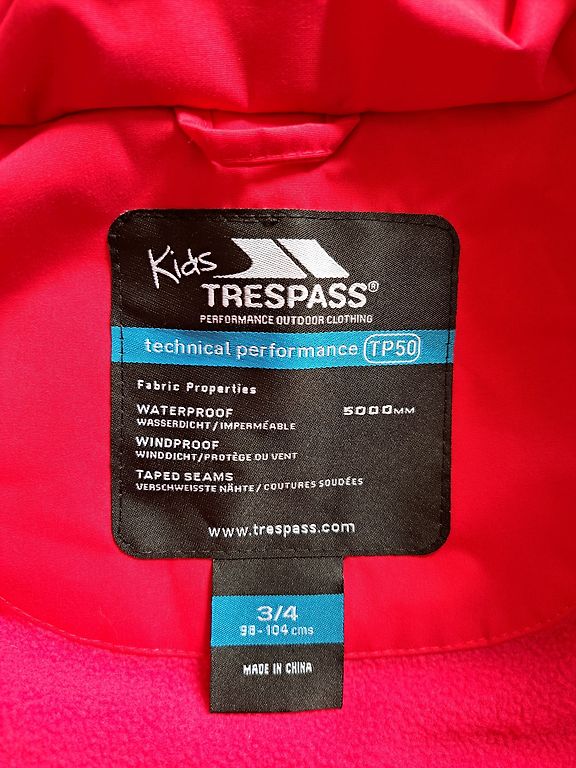 Kids
TRESPASS®
PERFORMANCE OUTDOOR CLOTHING
technical performance TP50
Fabric Properties
WATERPROOF 5000MM
WASSERDICHT/IMPERMÉABLE
WINDPROOF
WINDDICHT/PROTÈGE DU VENT
TAPED SEAMS
VERSCHWEISSTE NÄHTE/COUTURES SOUDÉES
www.trespass.com
3/4
98-104 cms
MADE IN CHINA